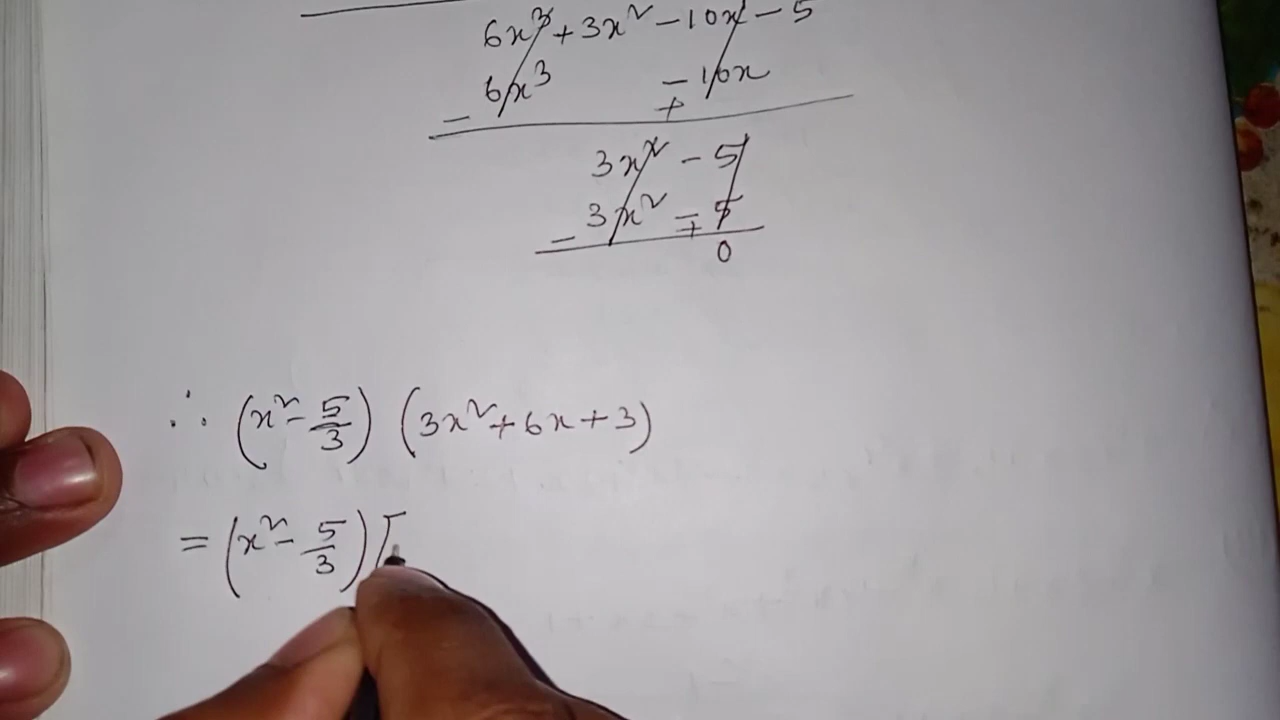 6x³ + 3x² - 10x - 5
6x³ - 10x
- +
3x² - 5
3x² - 5
- +
0
∴ (x² - 5/3) (3x² + 6x + 3)
= (x² - 5/3) [